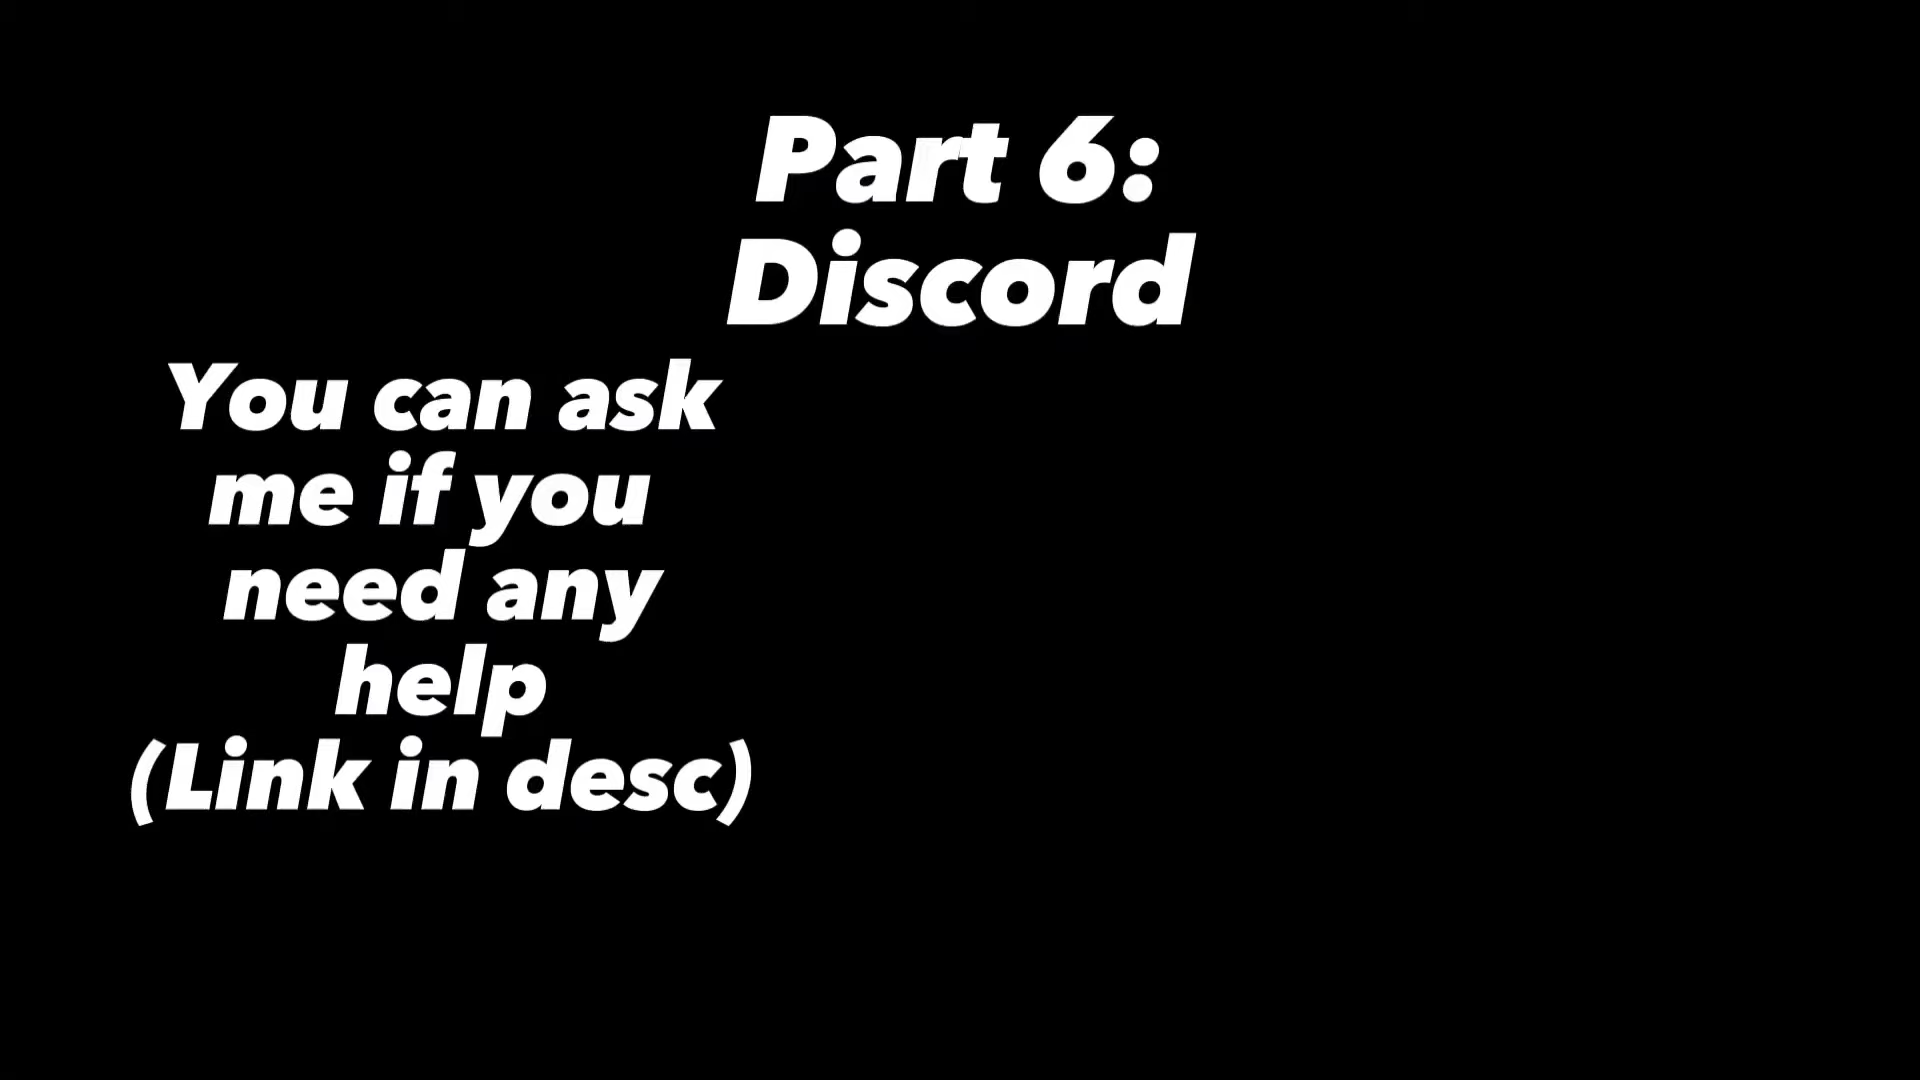 Part 6:
Discord
You can ask
me if you
need any
help
(Link in desc)